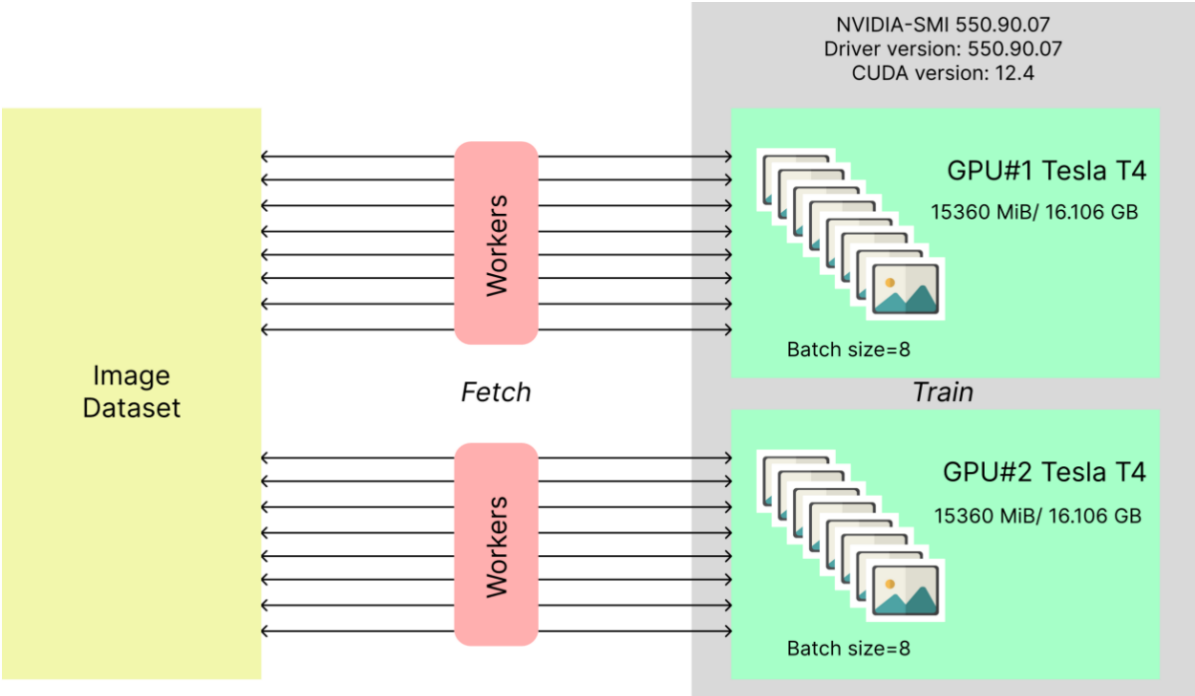 NVIDIA-SMI 550.90.07
Driver version: 550.90.07
CUDA version: 12.4
Image
Dataset
Workers
Fetch
Workers
GPU#1 Tesla T4
15360 MiB/ 16.106 GB
Batch size=8
Train
GPU#2 Tesla T4
15360 MiB/ 16.106 GB
Batch size=8